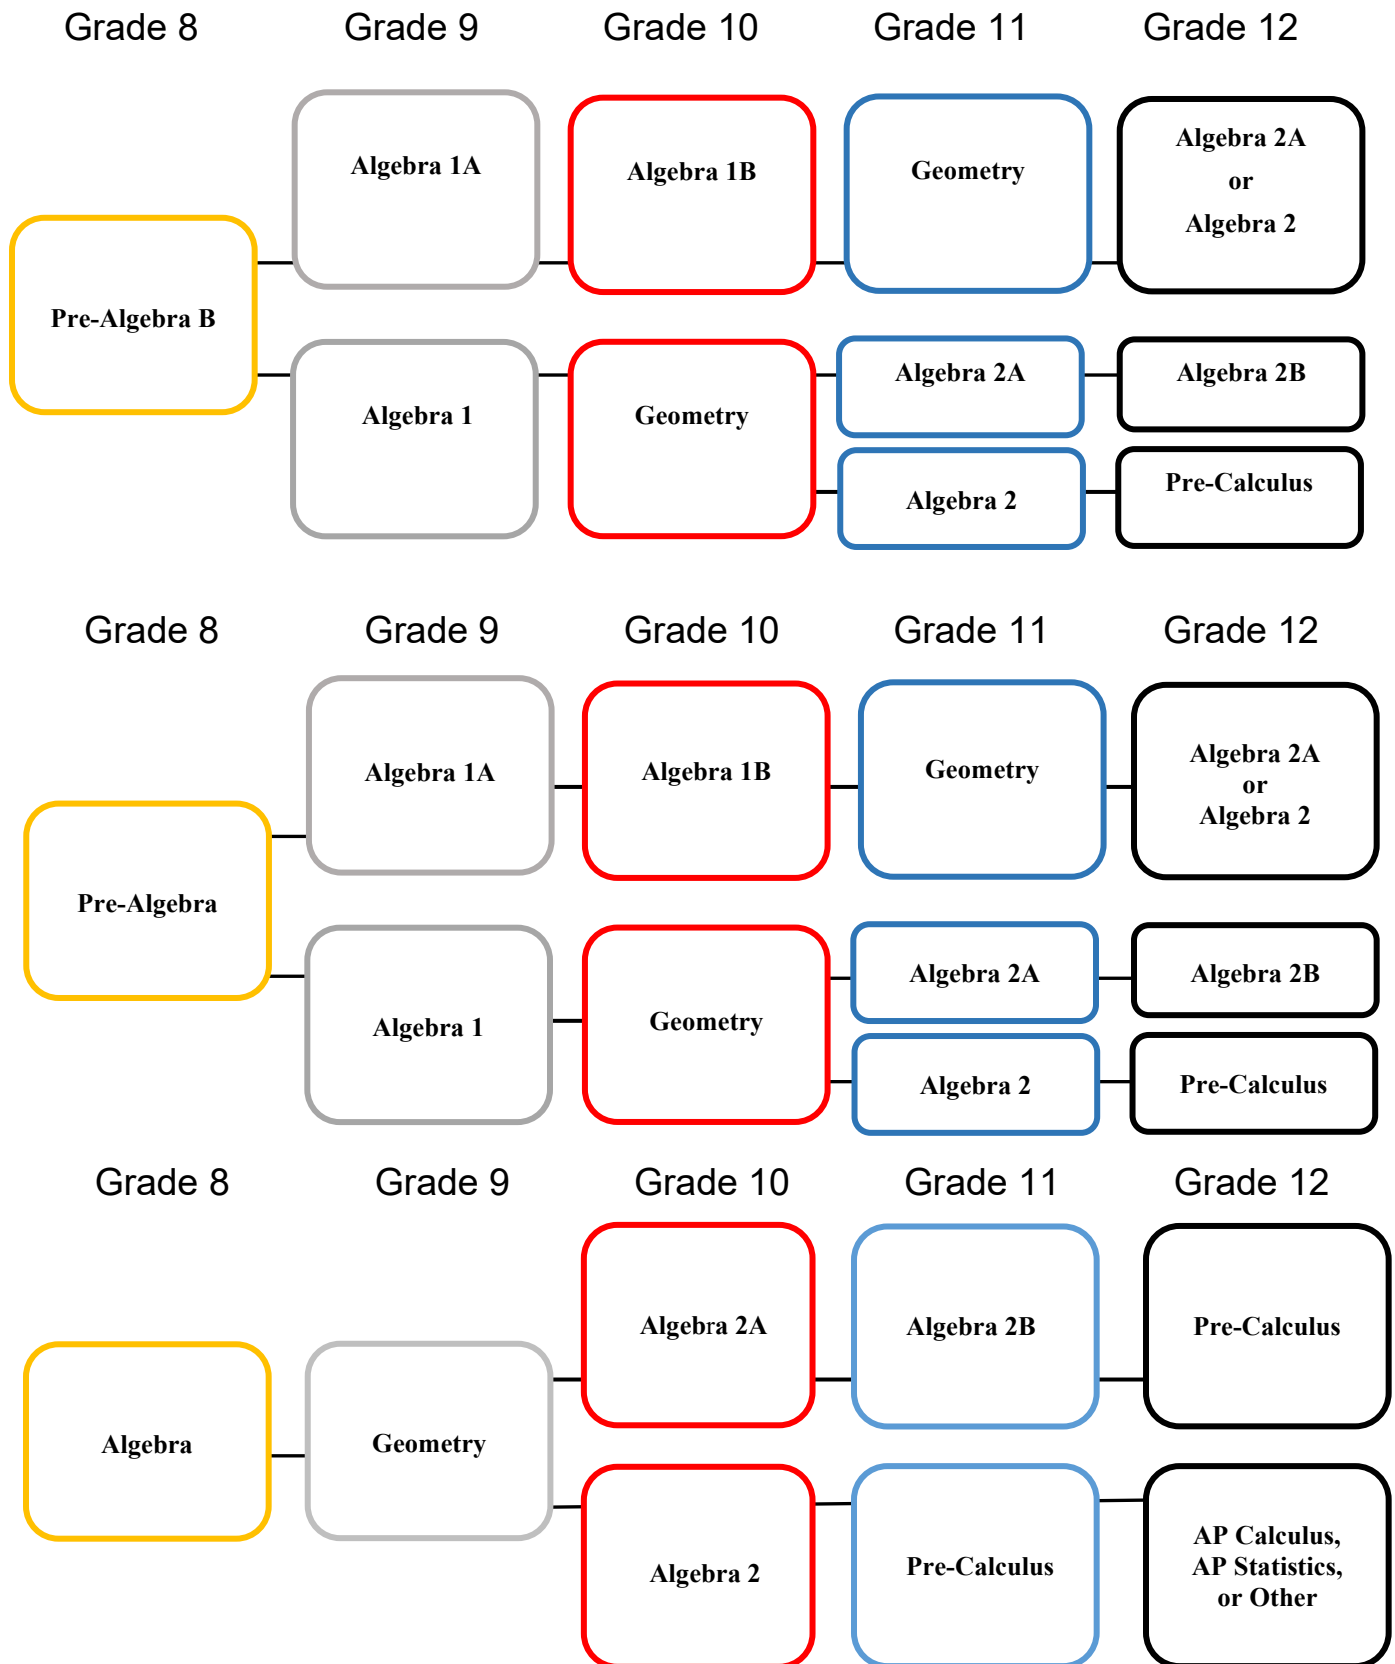 Grade 8 Grade 9 Grade 10 Grade 11 Grade 12
Algebra 1A
Algebra 1B
Geometry
Algebra 2A
or
Algebra 2
Pre-Algebra B
Algebra 1
Geometry
Algebra 2A
Algebra 2B
Algebra 2
Pre-Calculus
Grade 8 Grade 9 Grade 10 Grade 11 Grade 12
Algebra 1A
Algebra 1B
Geometry
Algebra 2A
or
Algebra 2
Pre-Algebra
Algebra 1
Geometry
Algebra 2A
Algebra 2B
Algebra 2
Pre-Calculus
Grade 8 Grade 9 Grade 10 Grade 11 Grade 12
Algebra 2A
Algebra 2B
Pre-Calculus
Algebra
Geometry
Algebra 2
Pre-Calculus
AP Calculus,
AP Statistics,
or Other